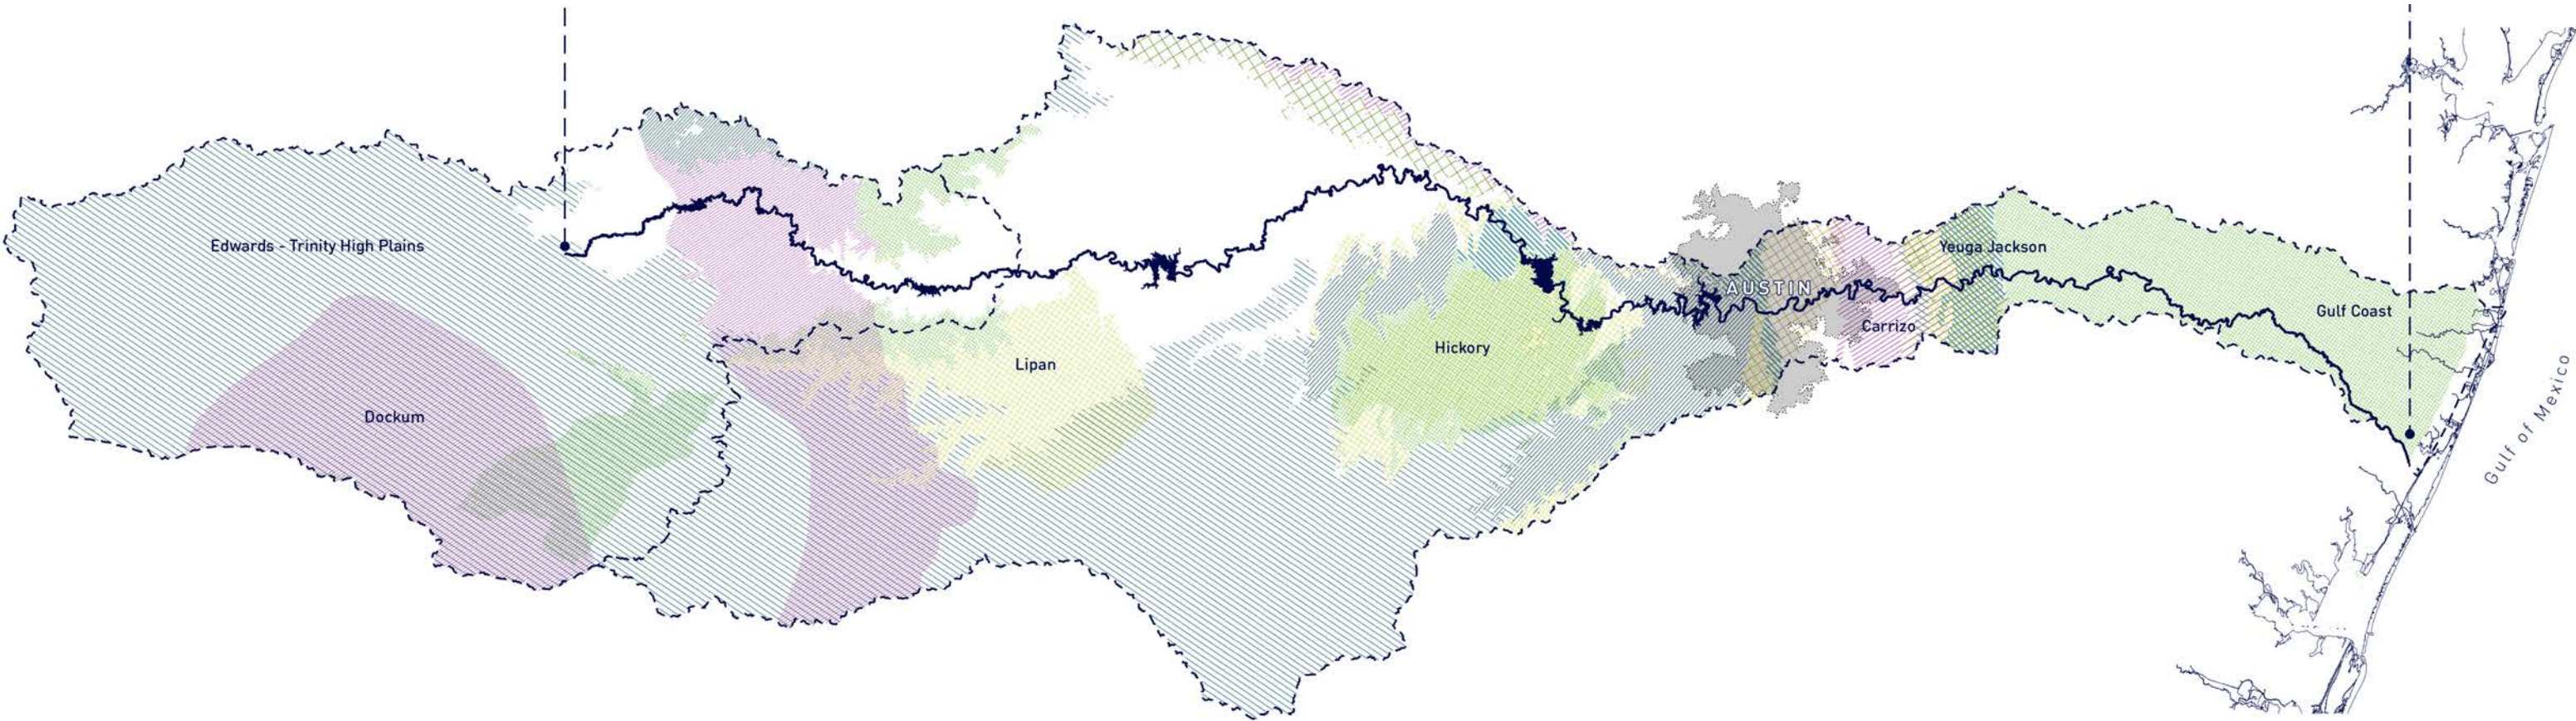 Edwards - Trinity High Plains
Dockum
Lipan
Hickory
AUSTIN
Carrizo
Yeuga Jackson
Gulf Coast
Gulf of Mexico